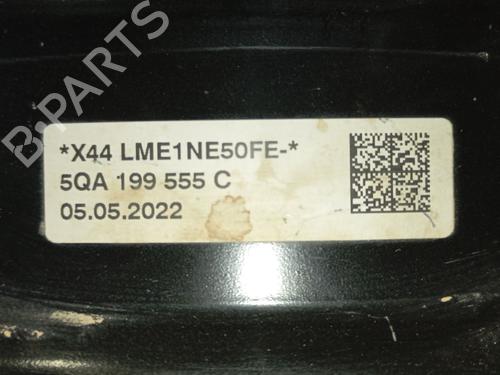 B-PARTS
*X44 LME1NE50FE-*
5QA 199 555 C
05.05.2022